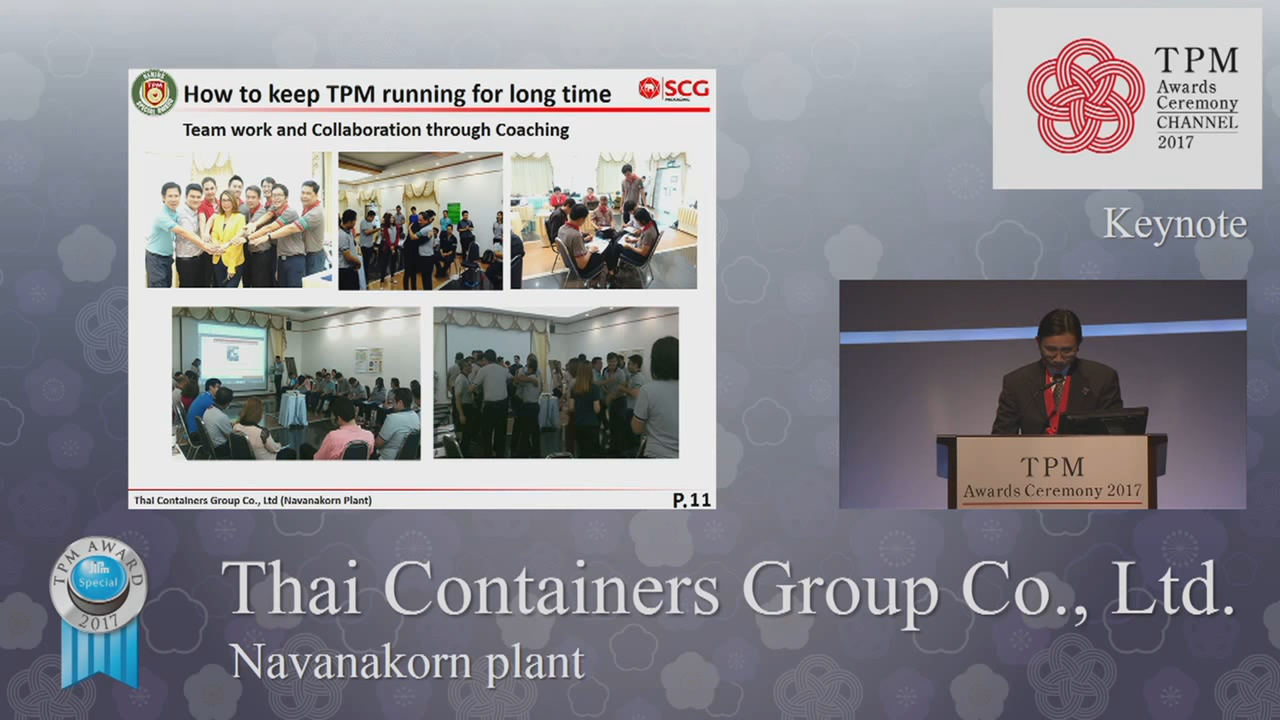 How to keep TPM running for long time
SCG
PACKAGING
Team work and Collaboration through Coaching
Thai Containers Group Co., Ltd (Navanakorn Plant)
P.11
TPM
Awards
Ceremony
CHANNEL
2017
Keynote
TPM
Awards Ceremony 2017
TPM AWARD
JIPM
Special
2017
Thai Containers Group Co., Ltd.
Navanakorn plant